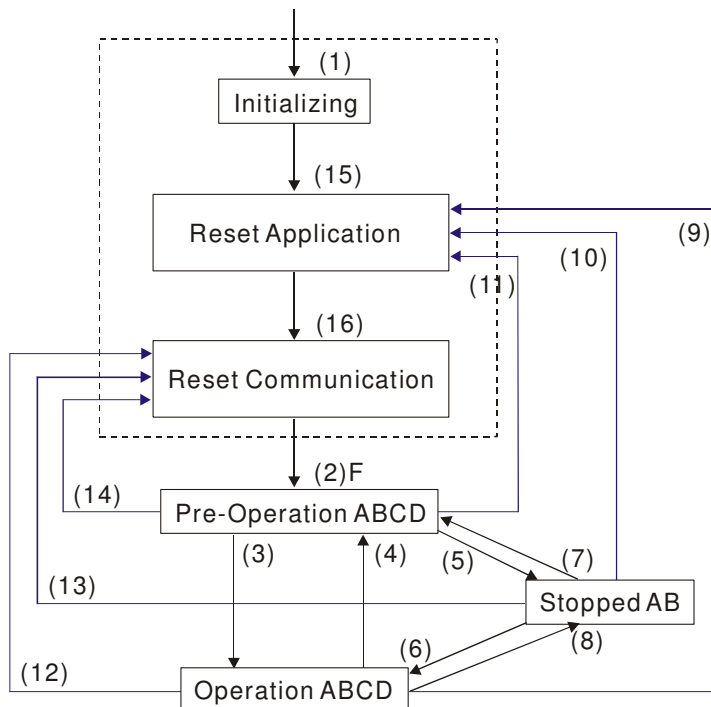 (1)
Initializing
(15)
Reset Application
(9)
(10)
(11)
(16)
Reset Communication
(2)F
(14)
Pre-Operation ABCD
(3)
(4)
(5)
(7)
(13)
Stopped AB
(6)
(8)
(12)
Operation ABCD